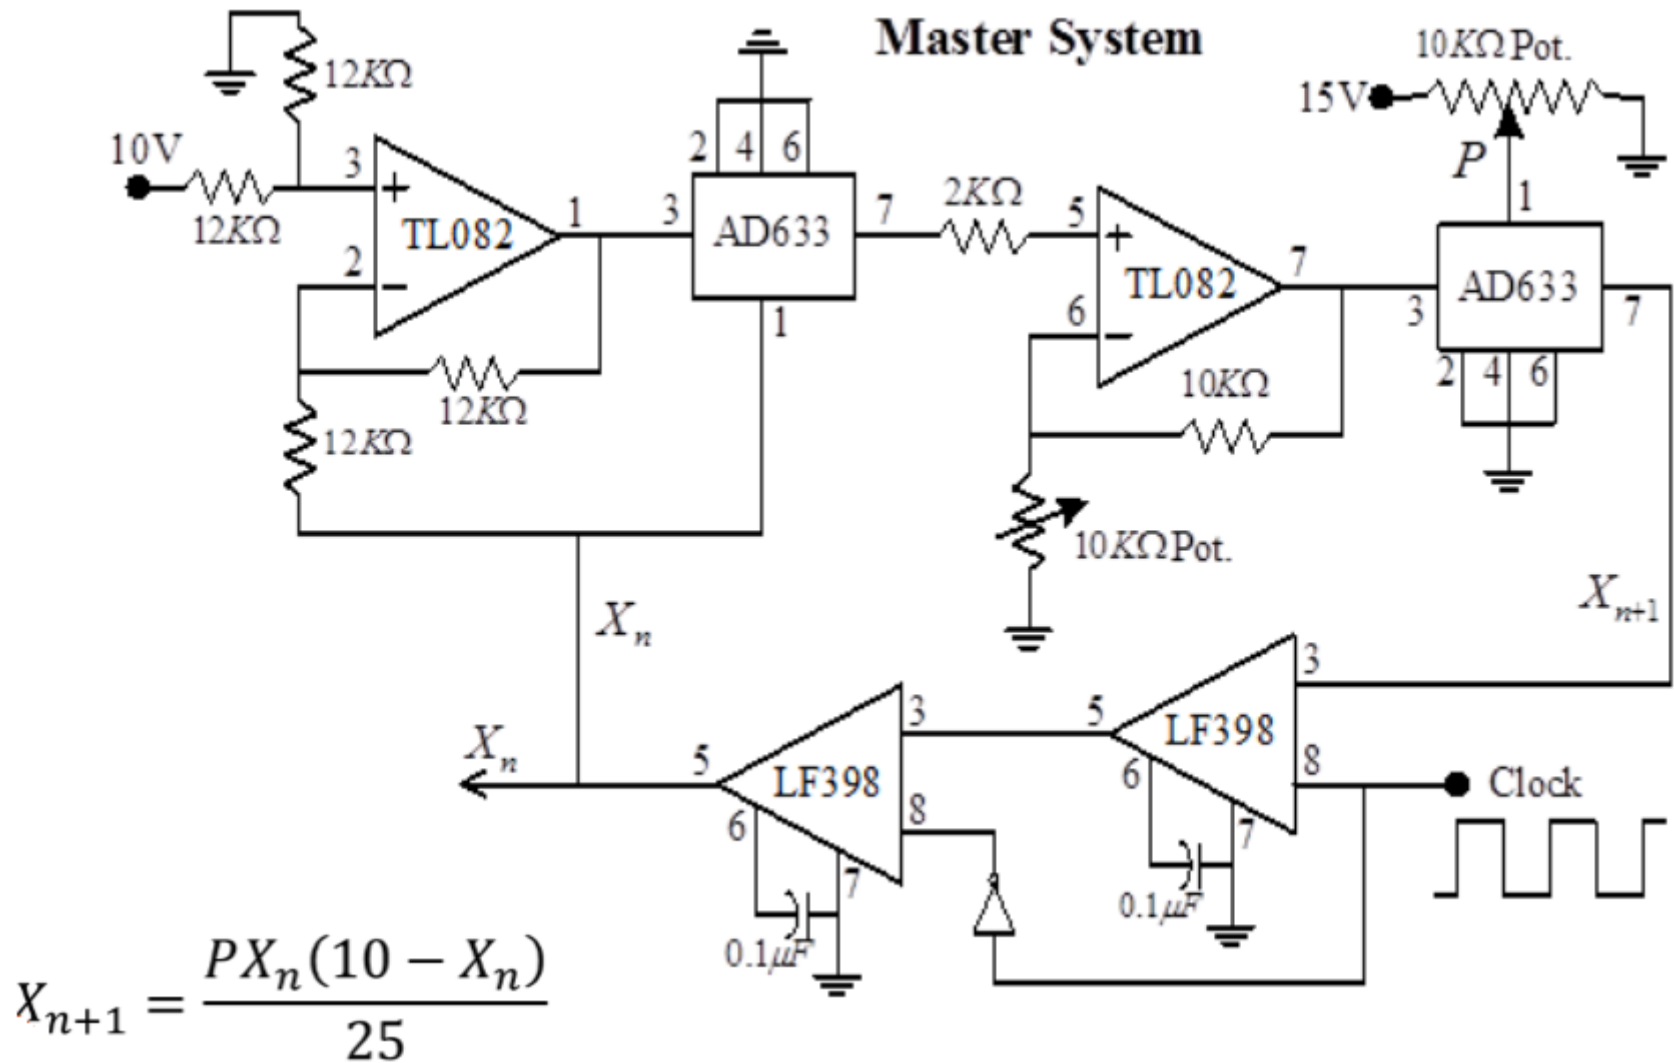 Master System
10KΩ Pot.
15V
P
1
12KΩ
10V
3
+
12KΩ
TL082
1
2
−
12KΩ
12KΩ
2 4 6
3
AD633
7
1
2KΩ
5
+
TL082
7
6
−
10KΩ
10KΩ Pot.
3
AD633
7
2 4 6
X_{n+1}
X_n
X_n
5
LF398
3
8
6
7
0.1μF
5
LF398
3
8
6
7
0.1μF
Clock
X_{n+1} = \frac{PX_n(10 − X_n)}{25}